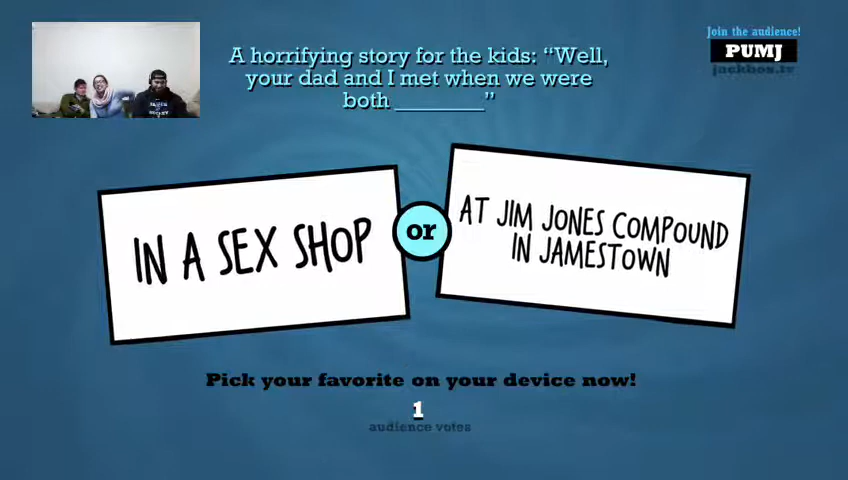 Join the audience!
PUMJ
jackbox.tv
A horrifying story for the kids: “Well,
your dad and I met when we were
both ________”
IN A SEX SHOP
or
AT JIM JONES COMPOUND
IN JAMESTOWN
Pick your favorite on your device now!
1
audience votes